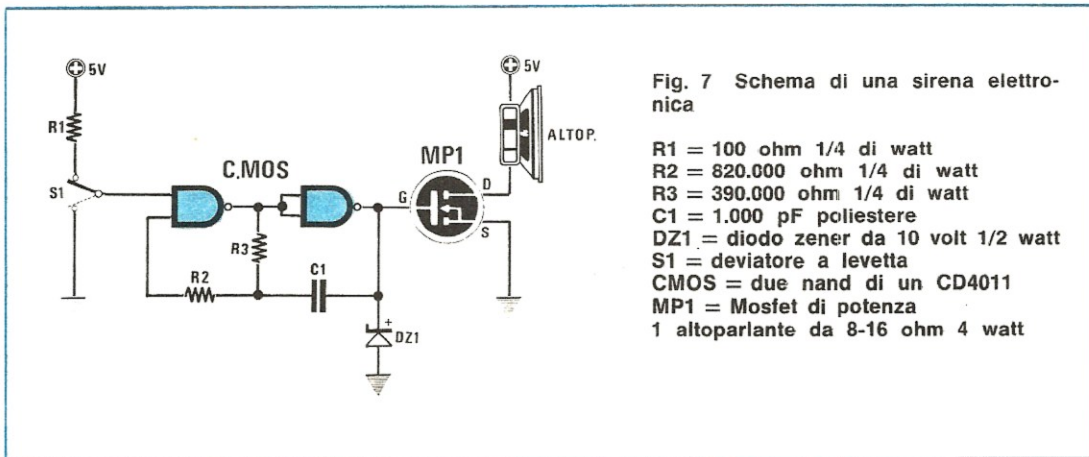 5V
R1
S1
C.MOS
R3
R2
C1
DZ1
+
MP1
G
D
S
5V
ALTOP.
Fig. 7 Schema di una sirena elettro-
nica
R1 = 100 ohm 1/4 di watt
R2 = 820.000 ohm 1/4 di watt
R3 = 390.000 ohm 1/4 di watt
C1 = 1.000 pF poliestere
DZ1 = diodo zener da 10 volt 1/2 watt
S1 = deviatore a levetta
CMOS = due nand di un CD4011
MP1 = Mosfet di potenza
1 altoparlante da 8-16 ohm 4 watt